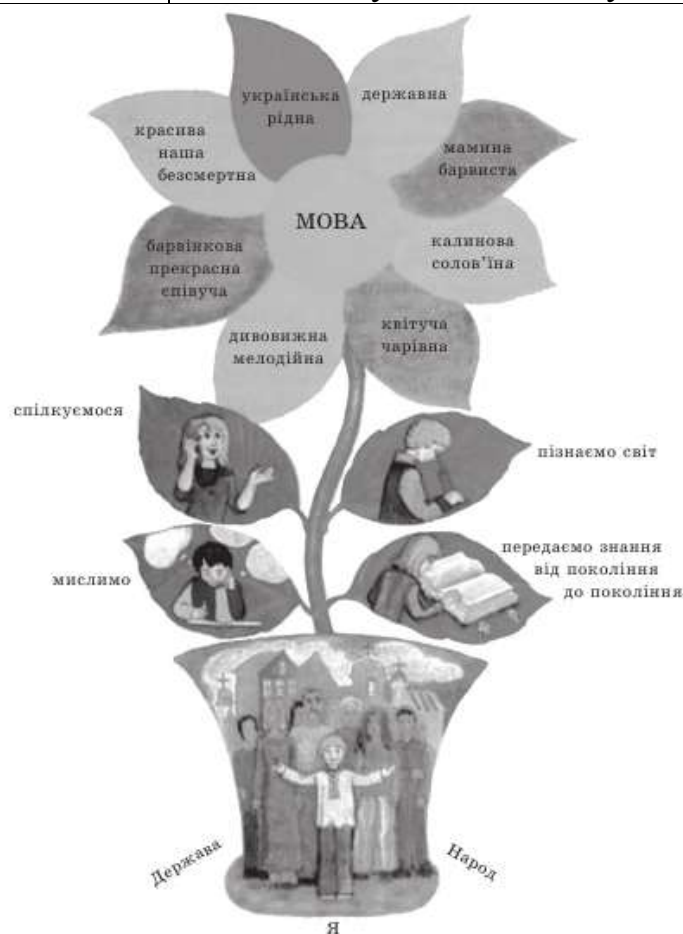 українська
рідна
державна
красива
наша
безсмертна
мамина
барвиста
МОВА
калинова
солов’їна
барвінкова
прекрасна
співуча
квітуча
чарівна
дивовижна
мелодійна
спілкуємося
пізнаємо світ
мислимо
передаємо знання
від покоління
до покоління
Держава
Народ
Я